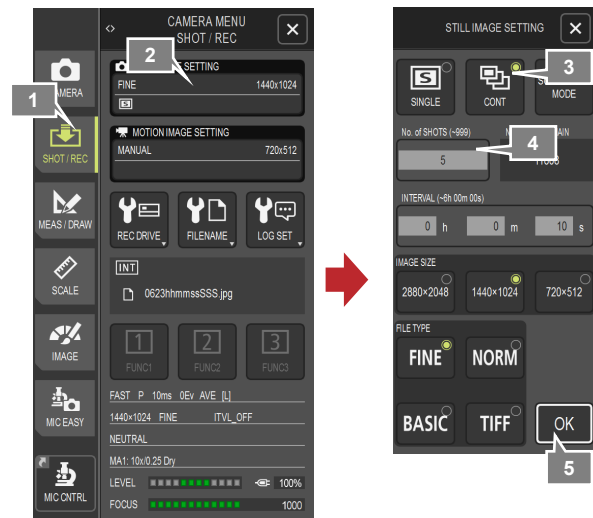 CAMERA MENU
SHOT / REC
SETTING
FINE 1440x1024
S
MOTION IMAGE SETTING
MANUAL 720x512
REC DRIVE
FILENAME
LOG SET
INT
0623hhmmssSSS.jpg
1 2 3
FUNC1 FUNC2 FUNC3
FAST P 10ms 0Ev AVE [L]
1440×1024 FINE ITVL_OFF
NEUTRAL
MA1: 10x/0.25 Dry
LEVEL 100%
FOCUS 1000
1
2
SHOT / REC
MEAS / DRAW
SCALE
IMAGE
MIC EASY
MIC CNTRL
STILL IMAGE SETTING
S
SINGLE
CONT
MODE
3
No. of SHOTS (~999)
5
4
INTERVAL (~6h 00m 00s)
0 h 0 m 10 s
IMAGE SIZE
2880×2048 1440×1024 720×512
FILE TYPE
FINE NORM
BASIC TIFF
OK
5